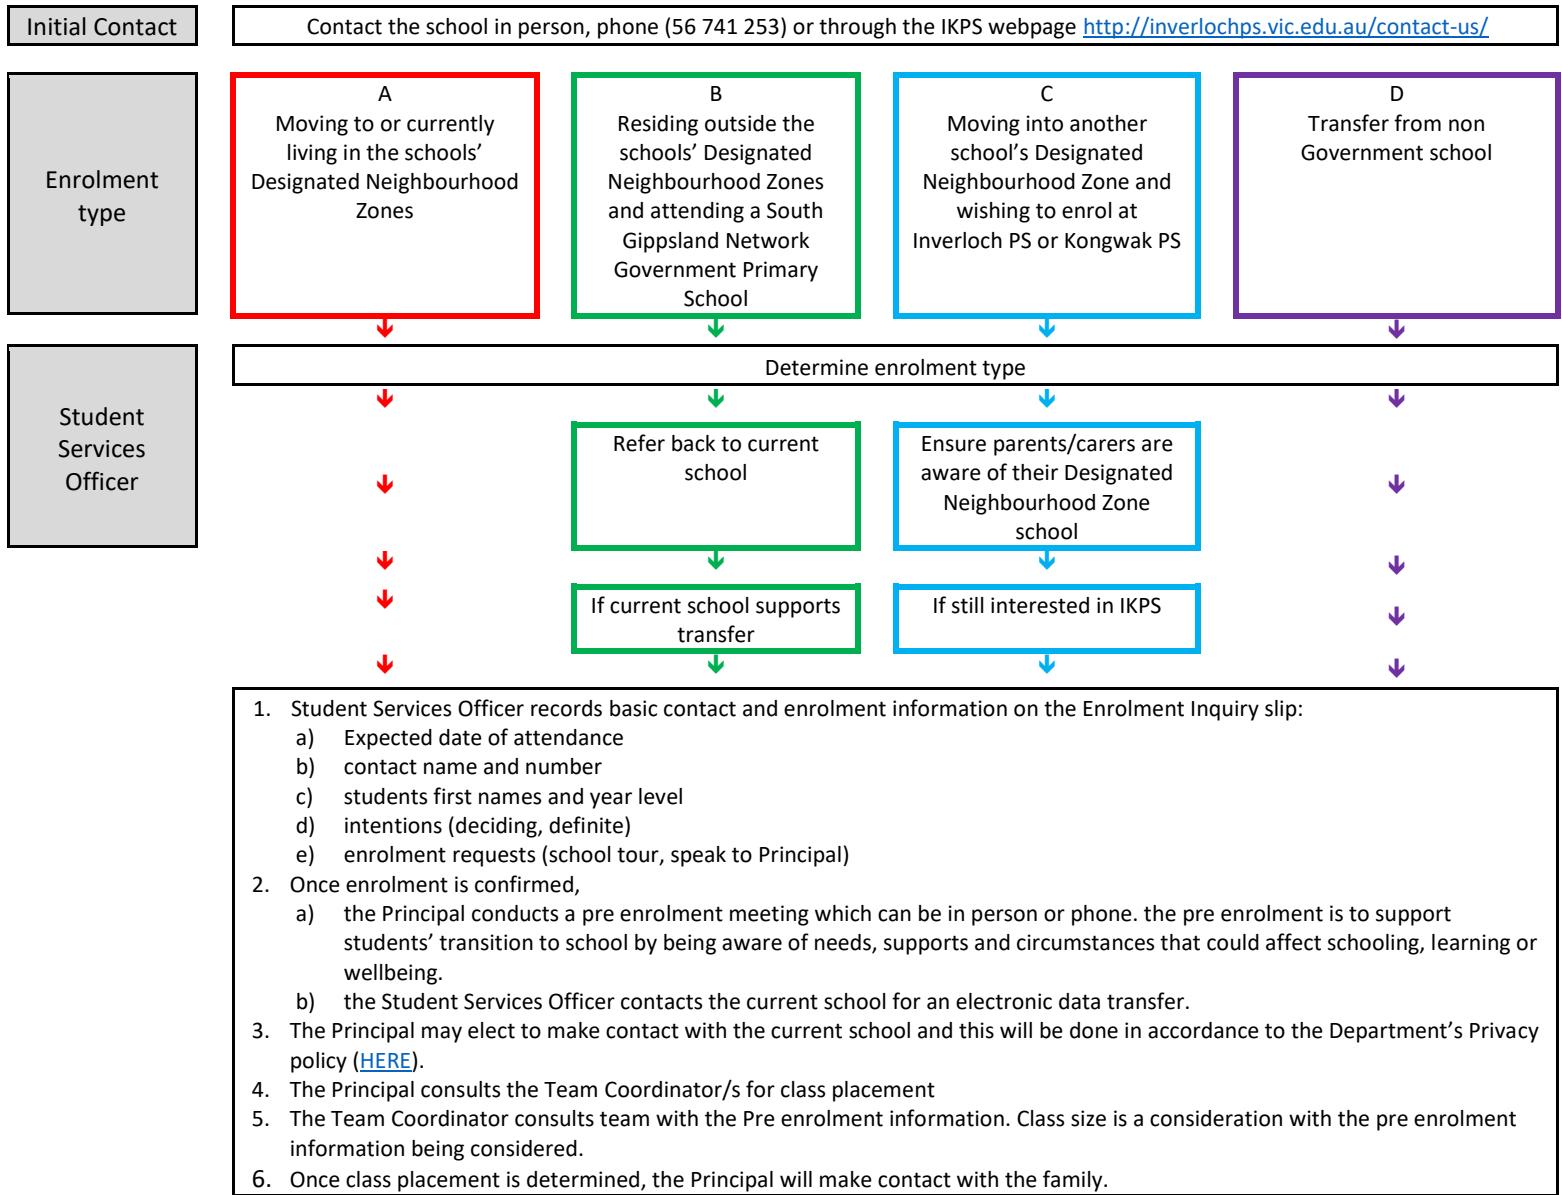 Initial Contact
Contact the school in person, phone (56 741 253) or through the IKPS webpage http://inverlochps.vic.edu.au/contact-us/
Enrolment
type
A
Moving to or currently
living in the schools’
Designated Neighbourhood
Zones
B
Residing outside the
schools’ Designated
Neighbourhood Zones
and attending a South
Gippsland Network
Government Primary
School
C
Moving into another
school’s Designated
Neighbourhood Zone and
wishing to enrol at
Inverloch PS or Kongwak PS
D
Transfer from non
Government school
Student
Services
Officer
Determine enrolment type
Refer back to current
school
Ensure parents/carers are
aware of their Designated
Neighbourhood Zone
school
If current school supports
transfer
If still interested in IKPS
1. Student Services Officer records basic contact and enrolment information on the Enrolment Inquiry slip:
a) Expected date of attendance
b) contact name and number
c) students first names and year level
d) intentions (deciding, definite)
e) enrolment requests (school tour, speak to Principal)
2. Once enrolment is confirmed,
a) the Principal conducts a pre enrolment meeting which can be in person or phone. the pre enrolment is to support
students’ transition to school by being aware of needs, supports and circumstances that could affect schooling, learning or
wellbeing.
b) the Student Services Officer contacts the current school for an electronic data transfer.
3. The Principal may elect to make contact with the current school and this will be done in accordance to the Department’s Privacy
policy (HERE).
4. The Principal consults the Team Coordinator/s for class placement
5. The Team Coordinator consults team with the Pre enrolment information. Class size is a consideration with the pre enrolment
information being considered.
6. Once class placement is determined, the Principal will make contact with the family.